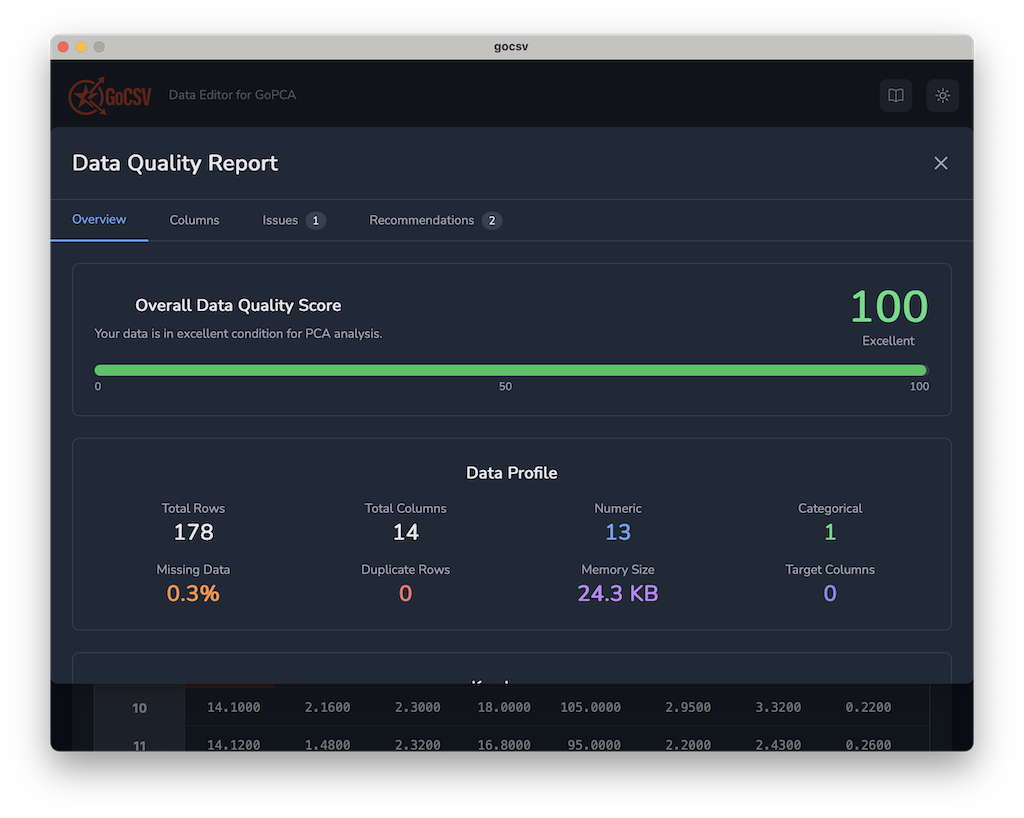 gocsv
GoCSV Data Editor for GoPCA
Data Quality Report
Overview Columns Issues 1 Recommendations 2
Overall Data Quality Score
100
Your data is in excellent condition for PCA analysis.
Excellent
0 50 100
Data Profile
Total Rows Total Columns Numeric Categorical
178 14 13 1
Missing Data Duplicate Rows Memory Size Target Columns
0.3% 0 24.3 KB 0
10 14.1000 2.1600 2.3000 18.0000 105.0000 2.9500 3.3200 0.2200
11 14.1200 1.4800 2.3200 16.8000 95.0000 2.2000 2.4300 0.2600